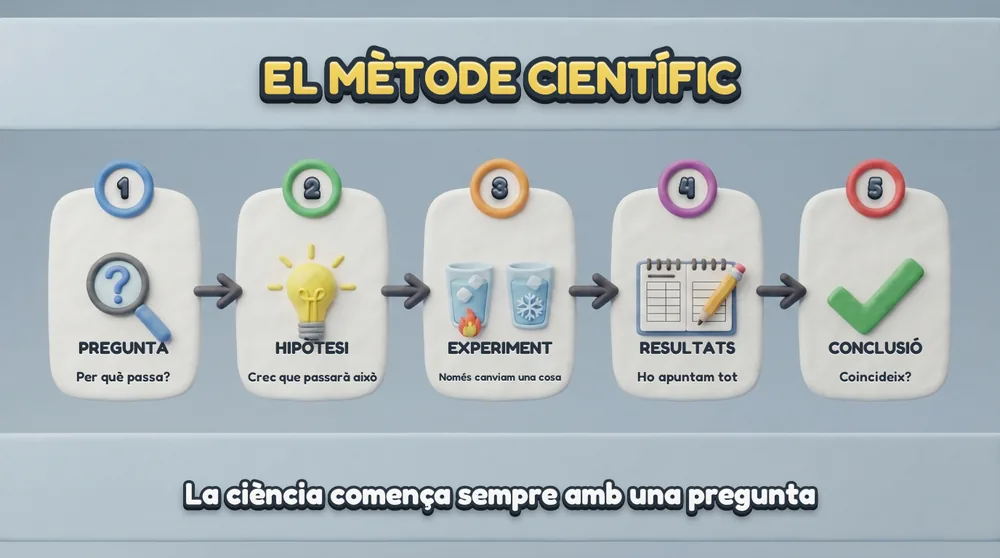 EL MÈTODE CIENTÍFIC
1
2
3
4
5
?
PREGUNTA
Per què passa?
HIPÒTESI
Crec que passarà això
EXPERIMENT
Només canviam una cosa
RESULTATS
Ho apuntam tot
CONCLUSIÓ
Coincideix?
La ciència comença sempre amb una pregunta